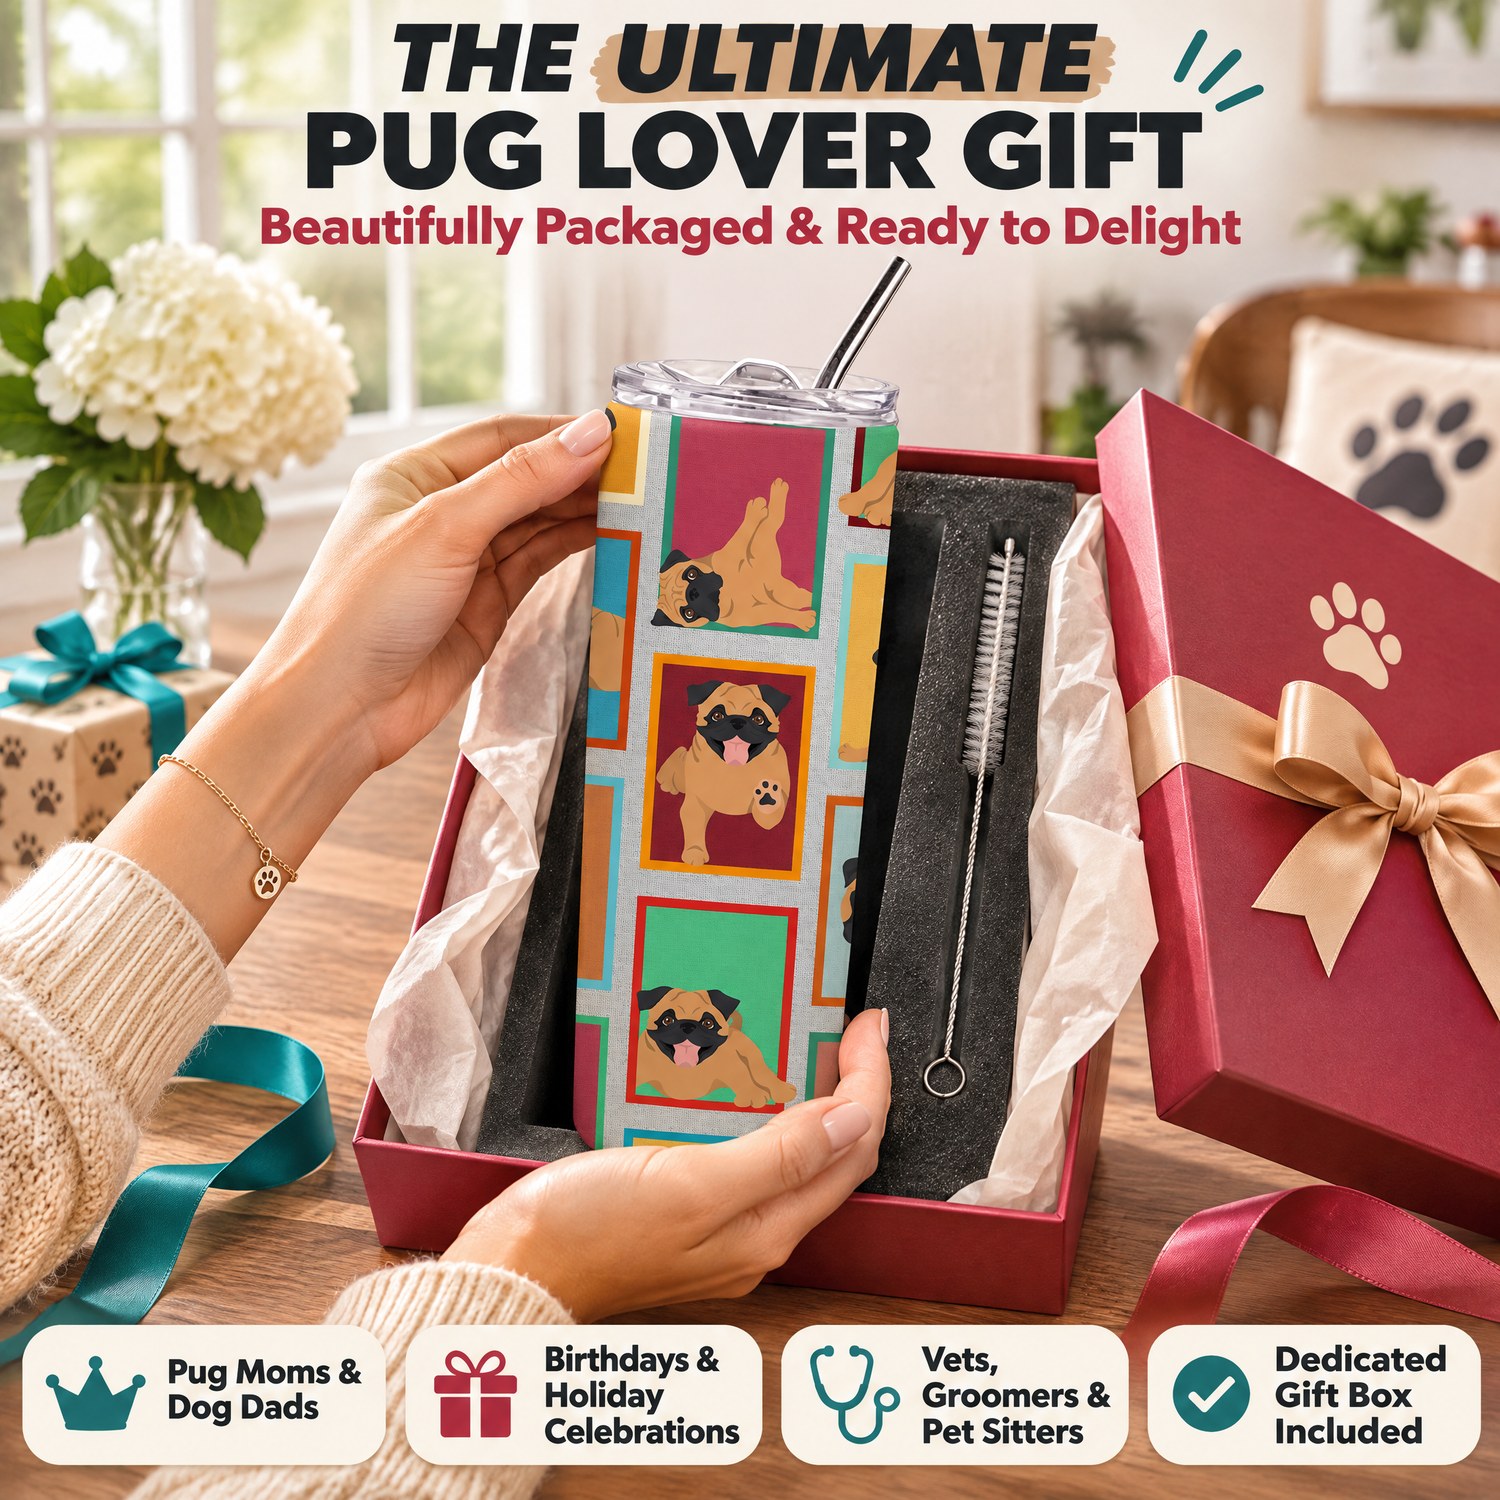 THE ULTIMATE
PUG LOVER GIFT
Beautifully Packaged & Ready to Delight
Pug Moms &
Dog Dads
Birthdays &
Holiday
Celebrations
Vets,
Groomers &
Pet Sitters
Dedicated
Gift Box
Included